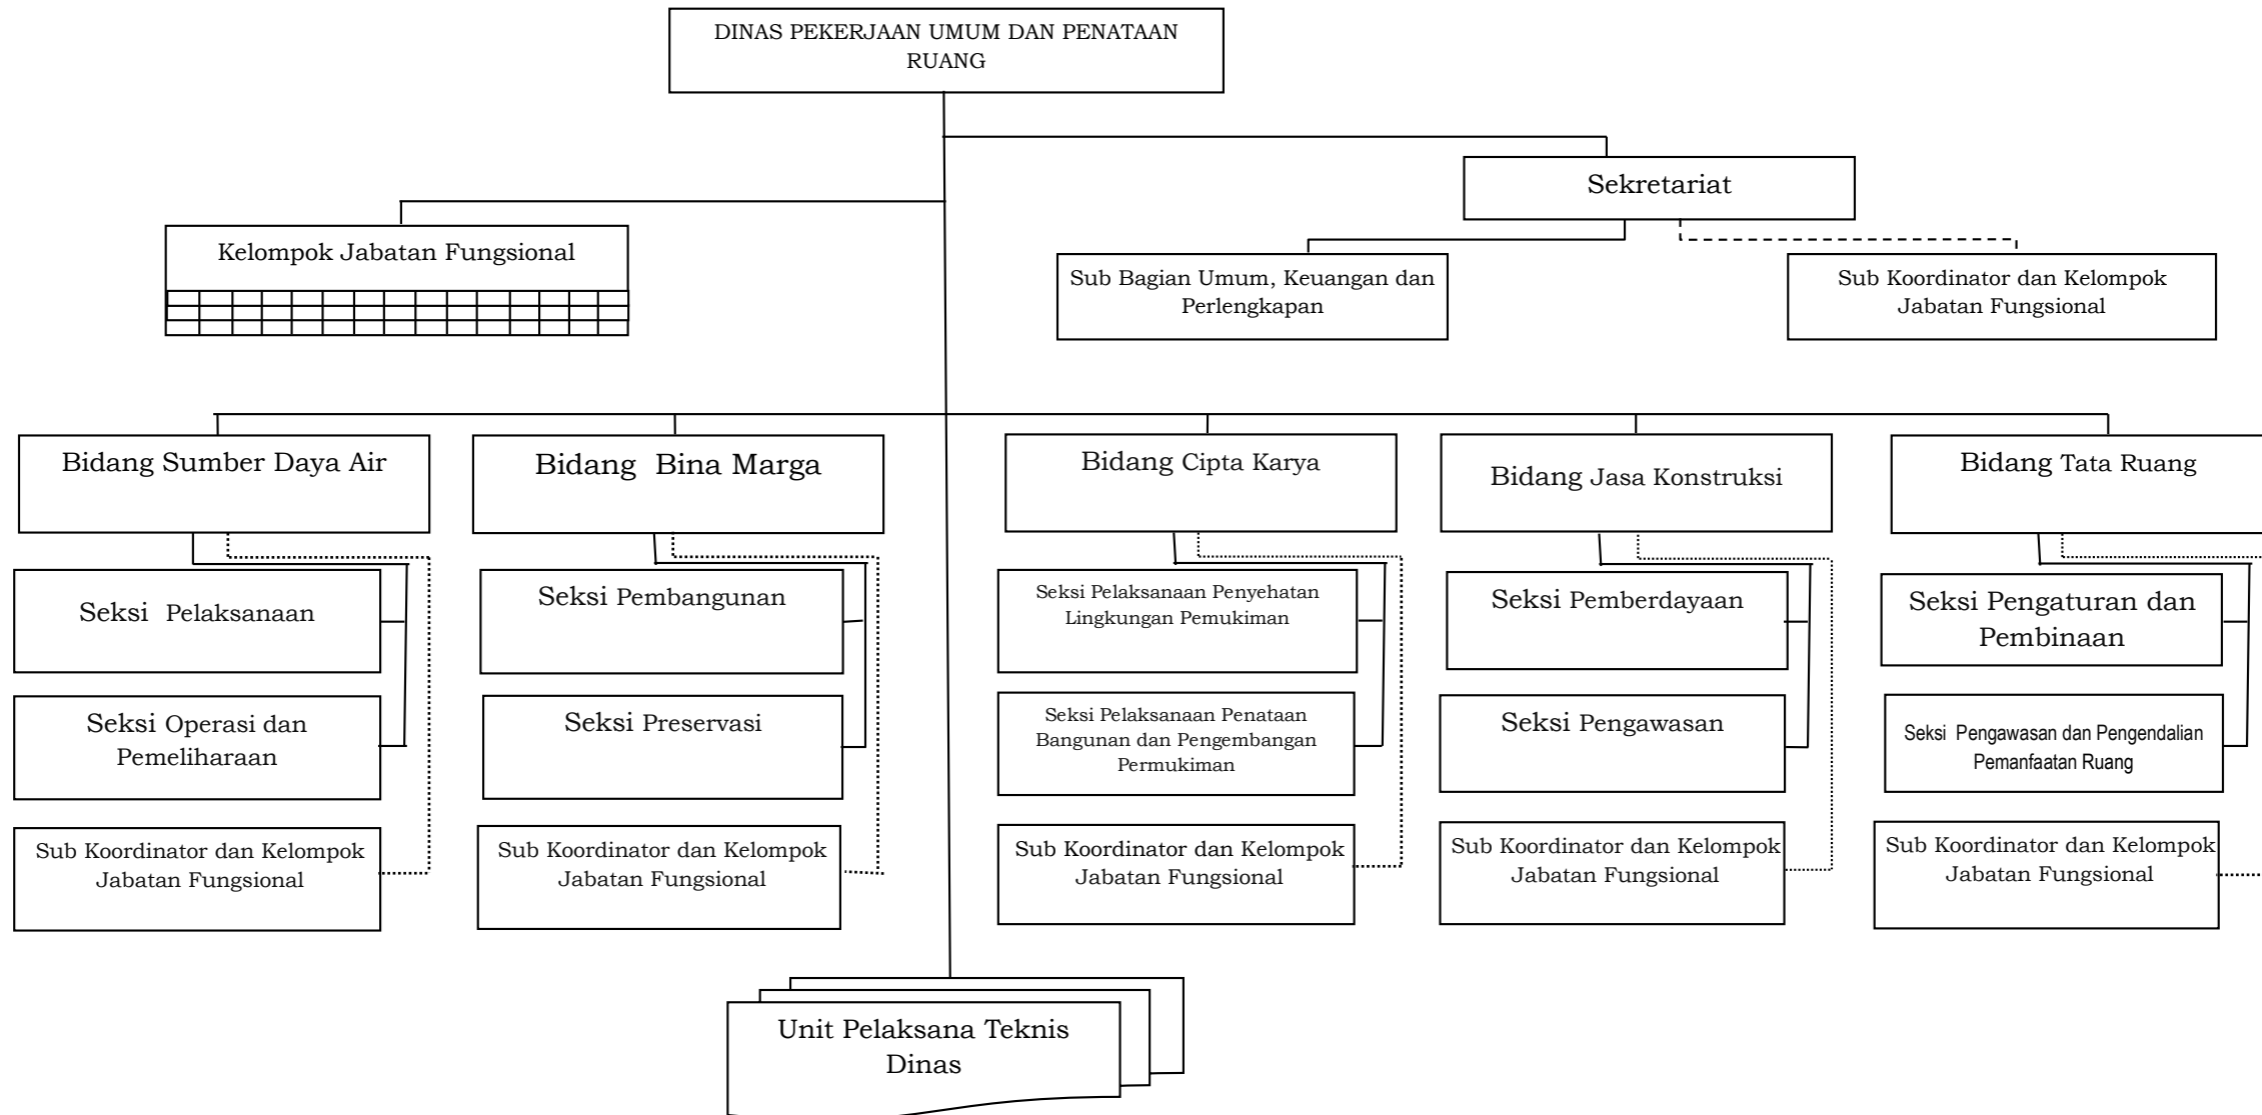 DINAS PEKERJAAN UMUM DAN PENATAAN
RUANG
Sekretariat
Kelompok Jabatan Fungsional
Sub Bagian Umum, Keuangan dan
Perlengkapan
Sub Koordinator dan Kelompok
Jabatan Fungsional
Bidang Sumber Daya Air
Bidang Bina Marga
Bidang Cipta Karya
Bidang Jasa Konstruksi
Bidang Tata Ruang
Seksi Pelaksanaan
Seksi Pembangunan
Seksi Pelaksanaan Penyehatan
Lingkungan Pemukiman
Seksi Pemberdayaan
Seksi Pengaturan dan
Pembinaan
Seksi Operasi dan
Pemeliharaan
Seksi Preservasi
Seksi Pelaksanaan Penataan
Bangunan dan Pengembangan
Permukiman
Seksi Pengawasan
Seksi Pengawasan dan Pengendalian
Pemanfaatan Ruang
Sub Koordinator dan Kelompok
Jabatan Fungsional
Sub Koordinator dan Kelompok
Jabatan Fungsional
Sub Koordinator dan Kelompok
Jabatan Fungsional
Sub Koordinator dan Kelompok
Jabatan Fungsional
Sub Koordinator dan Kelompok
Jabatan Fungsional
Unit Pelaksana Teknis
Dinas